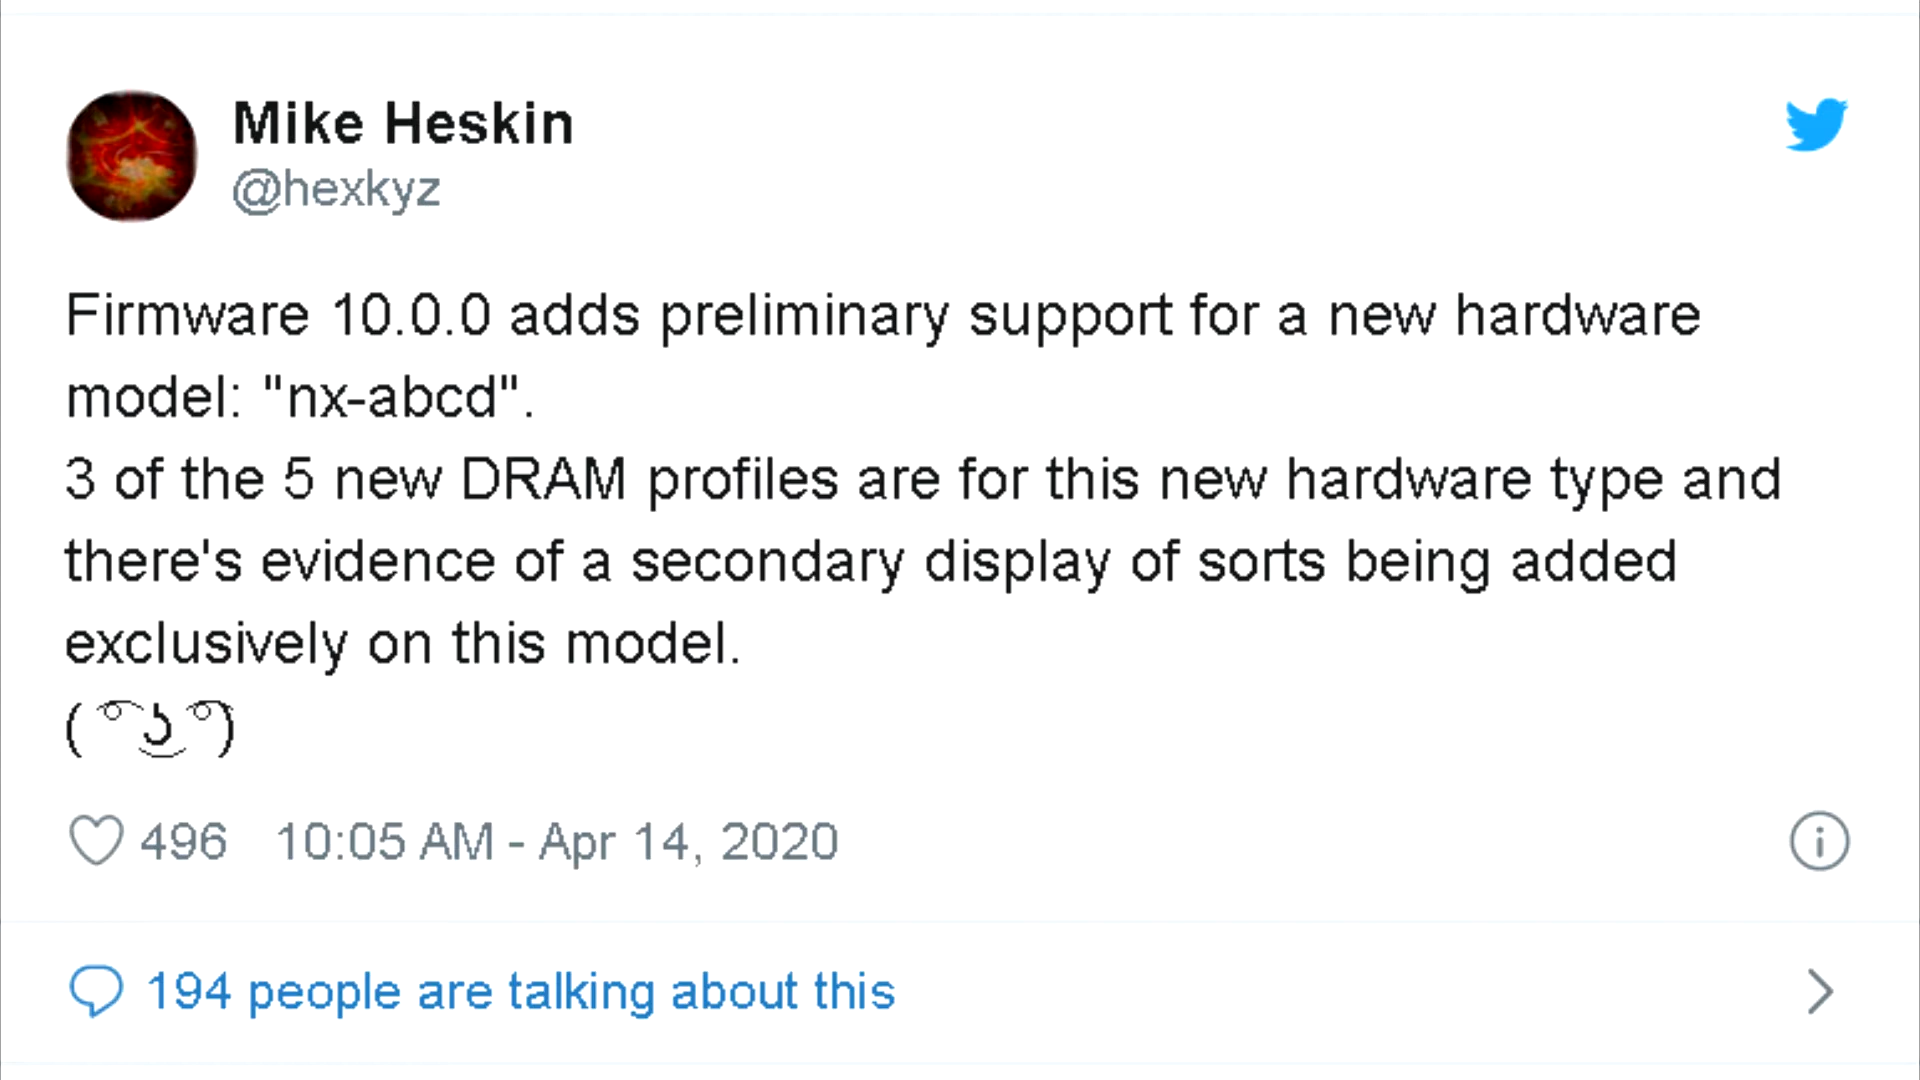 Mike Heskin
@hexkyz
Firmware 10.0.0 adds preliminary support for a new hardware
model: "nx-abcd".
3 of the 5 new DRAM profiles are for this new hardware type and
there's evidence of a secondary display of sorts being added
exclusively on this model.
( ͡° ͜ʖ ͡°)
496 10:05 AM - Apr 14, 2020
194 people are talking about this